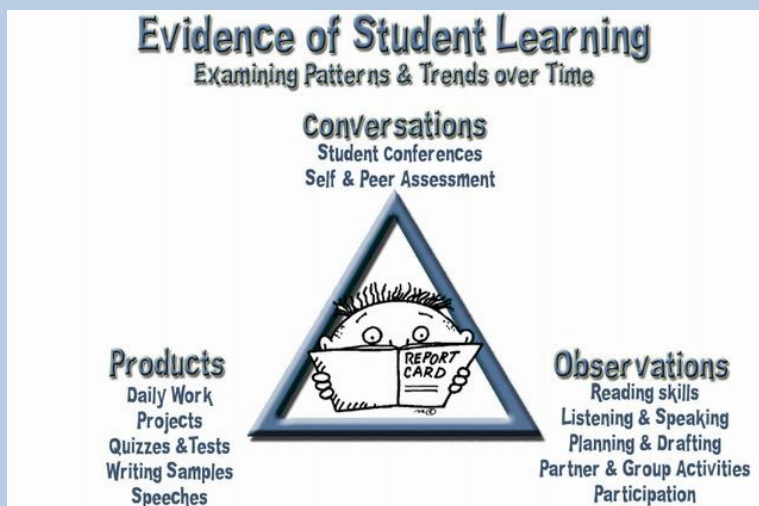 Evidence of Student Learning
Examining Patterns & Trends over Time
Conversations
Student Conferences
Self & Peer Assessment
REPORT
CARD
Products
Daily Work
Projects
Quizzes & Tests
Writing Samples
Speeches
Observations
Reading skills
Listening & Speaking
Planning & Drafting
Partner & Group Activities
Participation